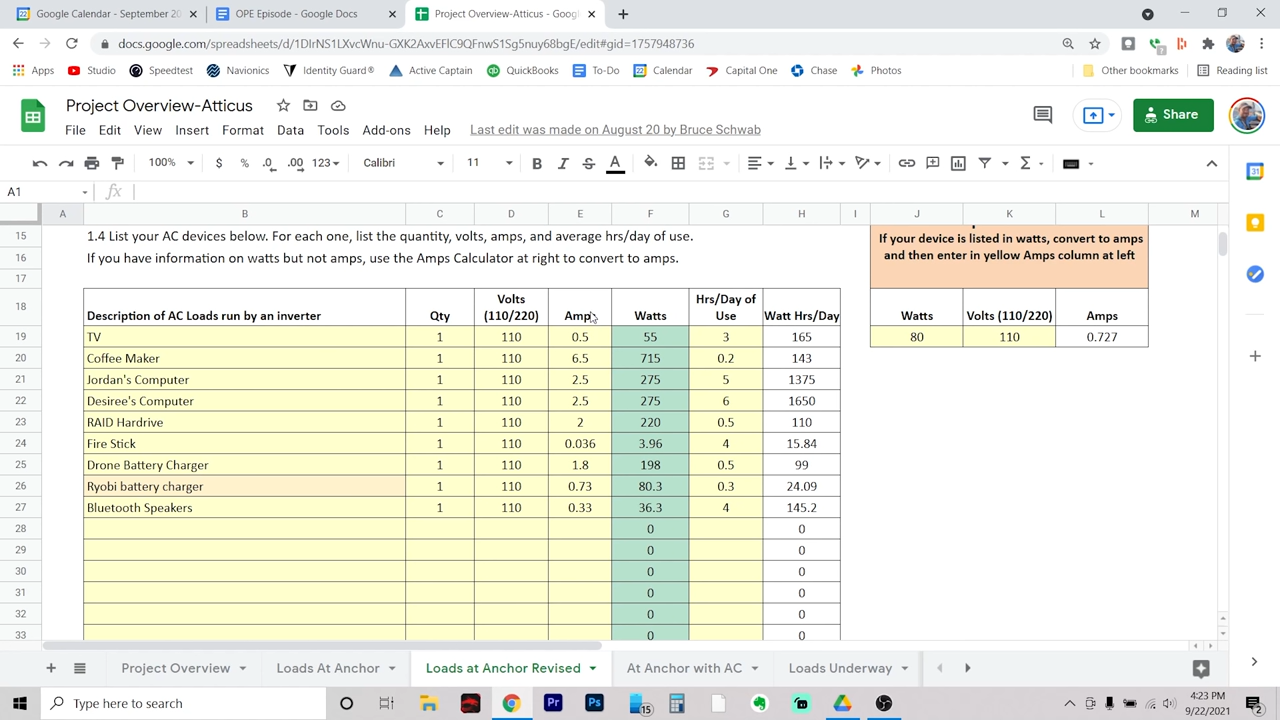 Google Calendar - September 20
OPE Episode - Google Docs
Project Overview-Atticus - Goog
docs.google.com/spreadsheets/d/1DIrNS1LXvcWnu-GXK2AxvEFIC9QFnwS1Sg5nuy68bgE/edit#gid=1757948736
Apps Studio Speedtest Navionics Identity Guard® Active Captain QuickBooks To-Do Calendar Capital One Chase Photos Other bookmarks Reading list
Project Overview-Atticus
Share
File Edit View Insert Format Data Tools Add-ons Help Last edit was made on August 20 by Bruce Schwab
100% $ % .0 .00 123 Calibri 11 B I S A
A1 fx
A B C D E F G H I J K L M
15 1.4 List your AC devices below. For each one, list the quantity, volts, amps, and average hrs/day of use.
16 If you have information on watts but not amps, use the Amps Calculator at right to convert to amps.
If your device is listed in watts, convert to amps
and then enter in yellow Amps column at left
17
18 Description of AC Loads run by an inverter Qty Volts (110/220) Amps Watts Hrs/Day of Use Watt Hrs/Day Watts Volts (110/220) Amps
19 TV 1 110 0.5 55 3 165 80 110 0.727
20 Coffee Maker 1 110 6.5 715 0.2 143
21 Jordan's Computer 1 110 2.5 275 5 1375
22 Desiree's Computer 1 110 2.5 275 6 1650
23 RAID Hardrive 1 110 2 220 0.5 110
24 Fire Stick 1 110 0.036 3.96 4 15.84
25 Drone Battery Charger 1 110 1.8 198 0.5 99
26 Ryobi battery charger 1 110 0.73 80.3 0.3 24.09
27 Bluetooth Speakers 1 110 0.33 36.3 4 145.2
28 0 0
29 0 0
30 0 0
31 0 0
32 0 0
33 0 0
Project Overview Loads At Anchor Loads at Anchor Revised At Anchor with AC Loads Underway
Type here to search
Pr Ps 15
4:23 PM
9/22/2021
2